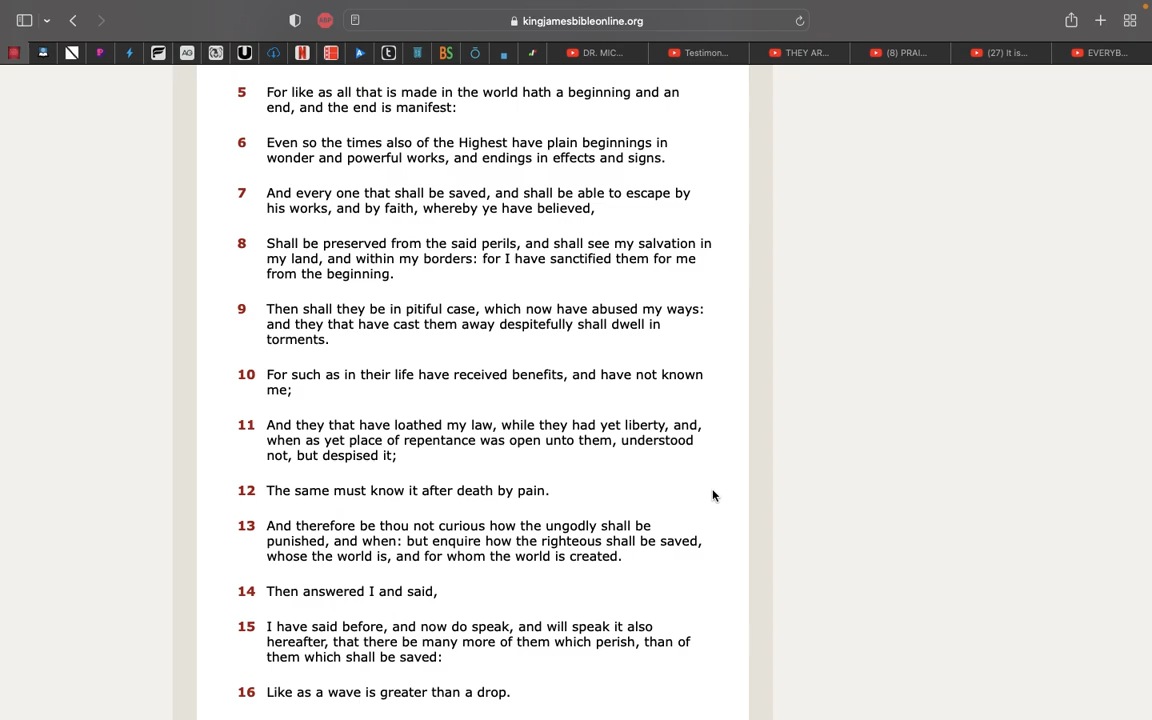 kingjamesbibleonline.org
ABP
AG
U
BS
DR. MIC...
Testimon...
THEY AR...
(8) PRAI...
(27) It is...
EVERYB...
5 For like as all that is made in the world hath a beginning and an
end, and the end is manifest:
6 Even so the times also of the Highest have plain beginnings in
wonder and powerful works, and endings in effects and signs.
7 And every one that shall be saved, and shall be able to escape by
his works, and by faith, whereby ye have believed,
8 Shall be preserved from the said perils, and shall see my salvation in
my land, and within my borders: for I have sanctified them for me
from the beginning.
9 Then shall they be in pitiful case, which now have abused my ways:
and they that have cast them away despitefully shall dwell in
torments.
10 For such as in their life have received benefits, and have not known
me;
11 And they that have loathed my law, while they had yet liberty, and,
when as yet place of repentance was open unto them, understood
not, but despised it;
12 The same must know it after death by pain.
13 And therefore be thou not curious how the ungodly shall be
punished, and when: but enquire how the righteous shall be saved,
whose the world is, and for whom the world is created.
14 Then answered I and said,
15 I have said before, and now do speak, and will speak it also
hereafter, that there be many more of them which perish, than of
them which shall be saved:
16 Like as a wave is greater than a drop.